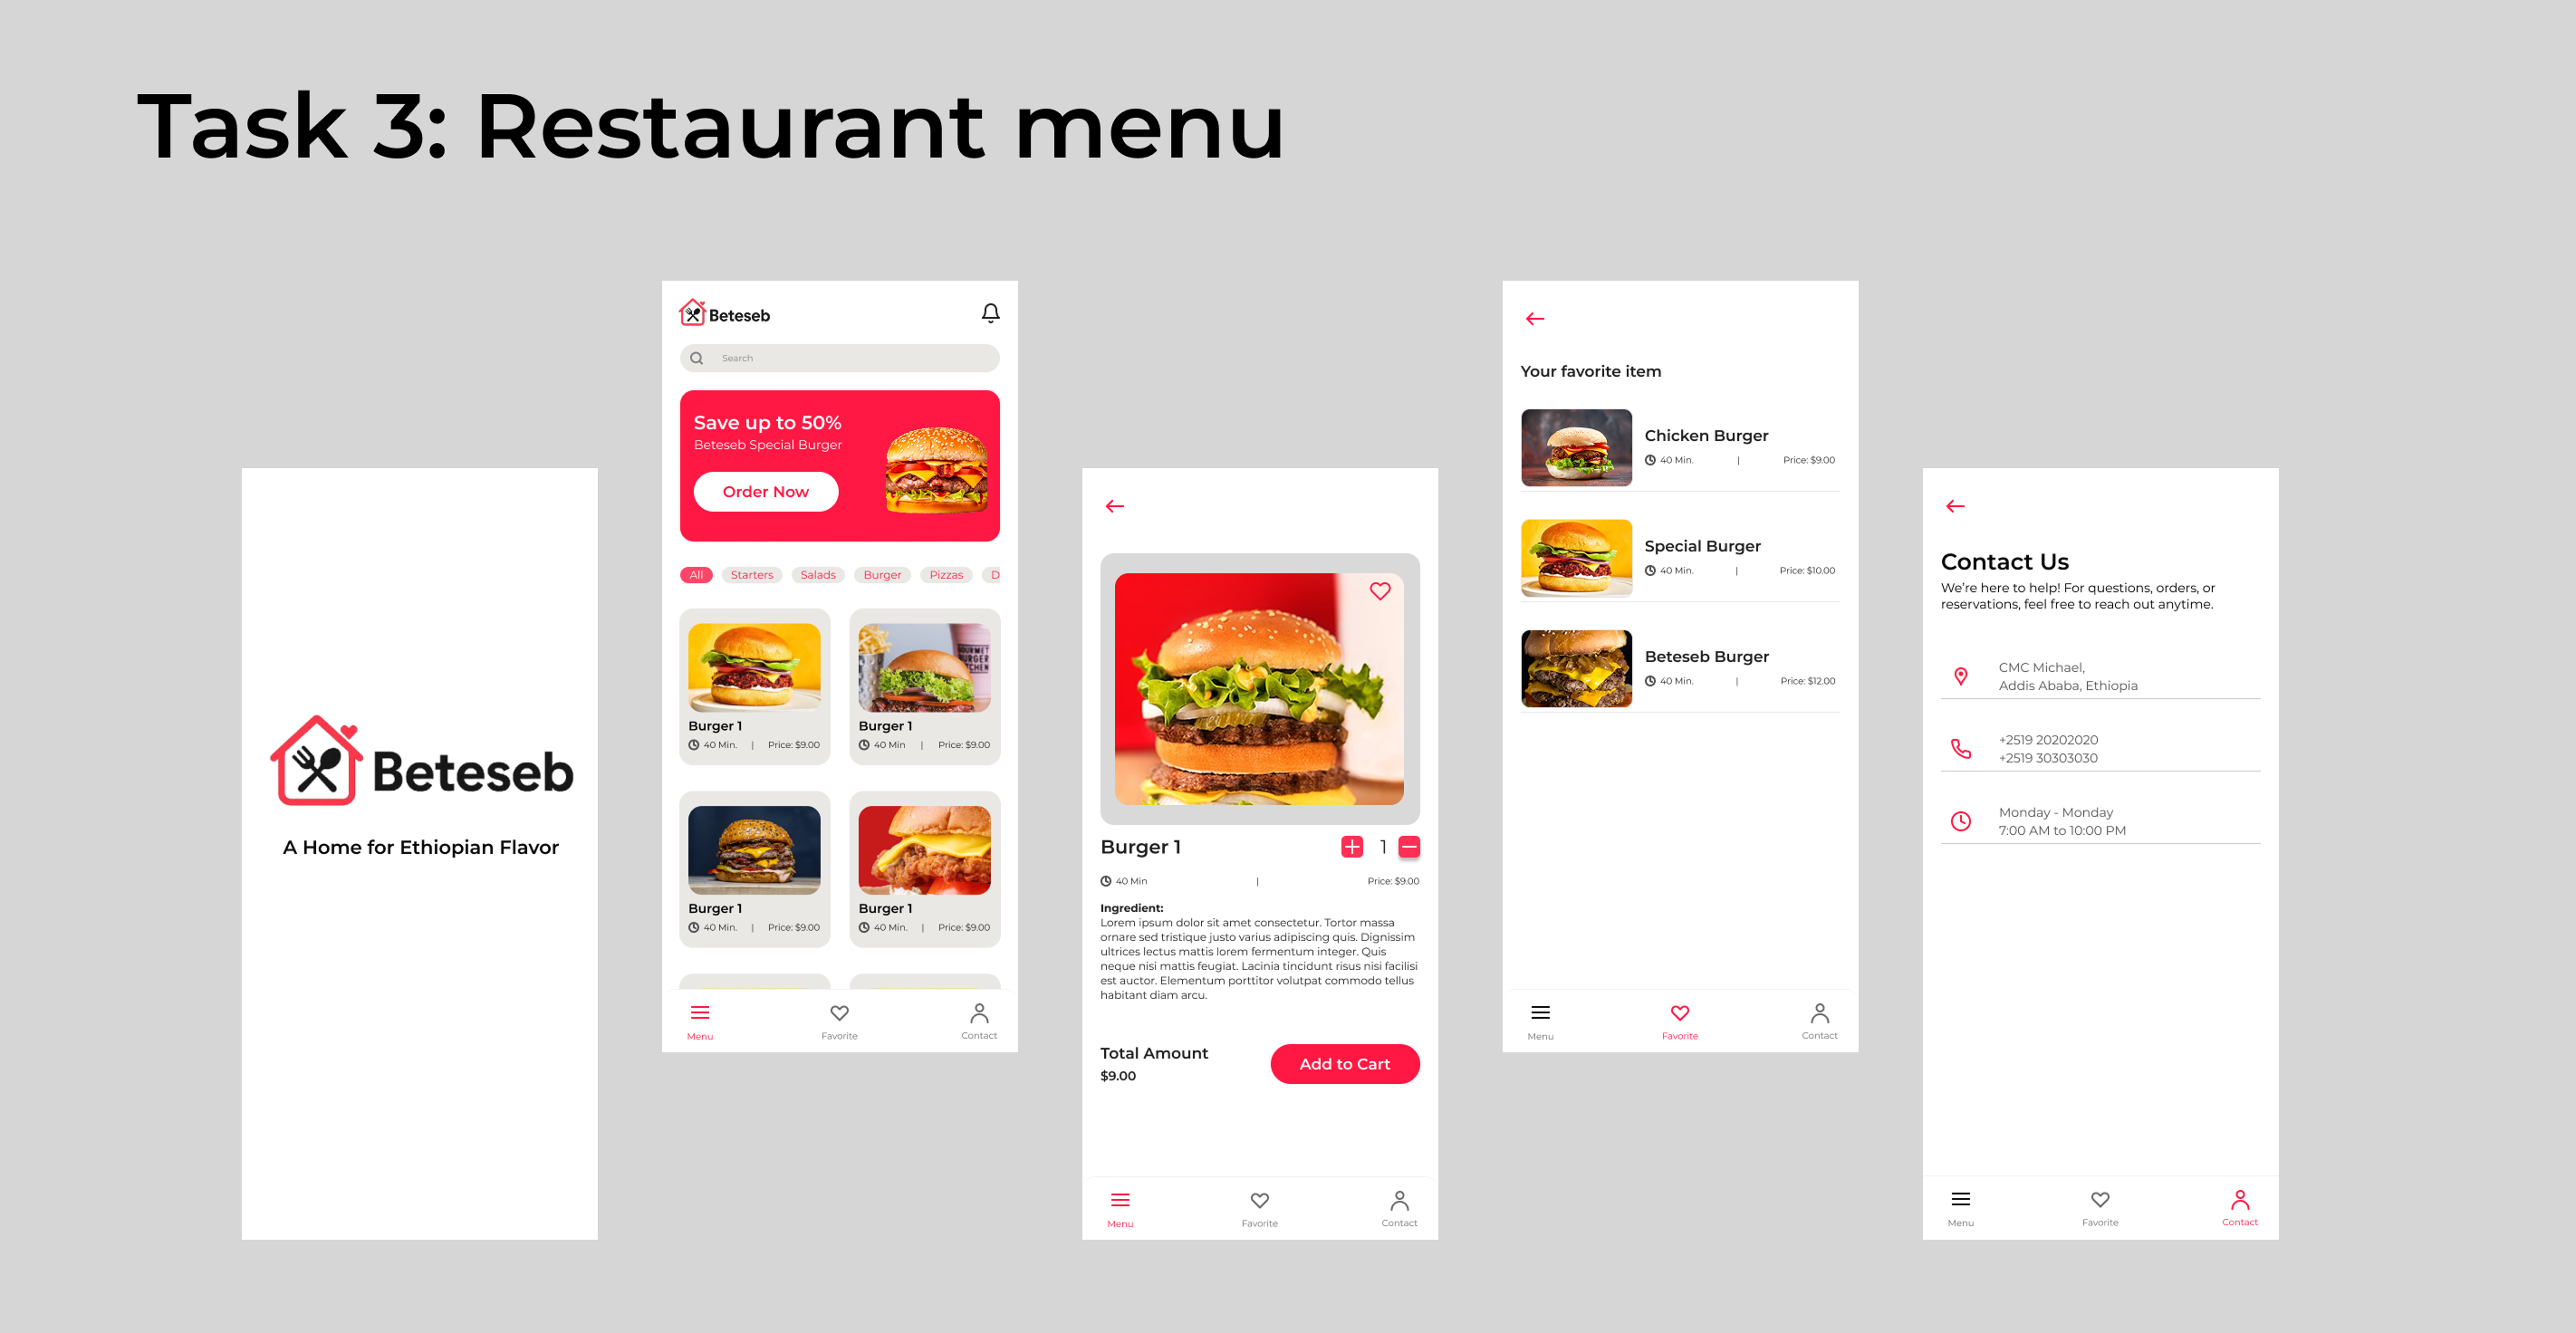 Task 3: Restaurant menu
Beteseb
A Home for Ethiopian Flavor
Beteseb
Search
Save up to 50%
Beteseb Special Burger
Order Now
All Starters Salads Burger Pizzas D
Burger 1
40 Min. | Price: $9.00
Burger 1
40 Min | Price: $9.00
GOURMET
BURGER
KITCHEN
Burger 1
40 Min. | Price: $9.00
Burger 1
40 Min. | Price: $9.00
Menu Favorite Contact
Burger 1
1
40 Min | Price: $9.00
Ingredient:
Lorem ipsum dolor sit amet consectetur. Tortor massa
ornare sed tristique justo varius adipiscing quis. Dignissim
ultrices lectus mattis lorem fermentum integer. Quis
neque nisi mattis feugiat. Lacinia tincidunt risus nisi facilisi
est auctor. Elementum porttitor volutpat commodo tellus
habitant diam arcu.
Total Amount
$9.00
Add to Cart
Menu Favorite Contact
Your favorite item
Chicken Burger
40 Min. | Price: $9.00
Special Burger
40 Min. | Price: $10.00
Beteseb Burger
40 Min. | Price: $12.00
Menu Favorite Contact
Contact Us
We're here to help! For questions, orders, or
reservations, feel free to reach out anytime.
CMC Michael,
Addis Ababa, Ethiopia
+2519 20202020
+2519 30303030
Monday - Monday
7:00 AM to 10:00 PM
Menu Favorite Contact